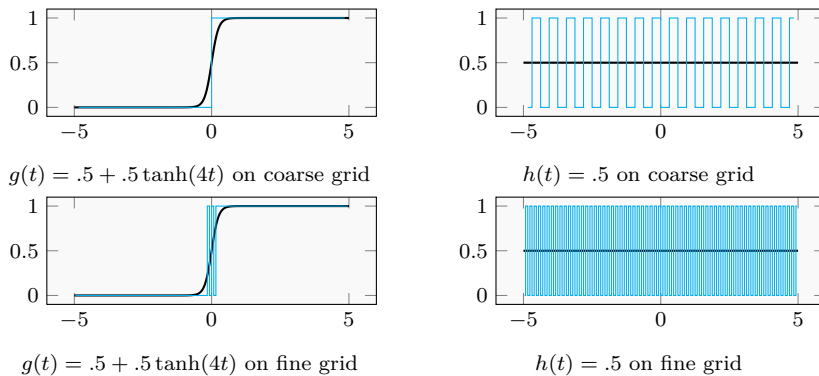 1
0.5
0
−5 0 5
g(t) = .5 + .5 tanh(4t) on coarse grid
1
0.5
0
−5 0 5
h(t) = .5 on coarse grid
1
0.5
0
−5 0 5
g(t) = .5 + .5 tanh(4t) on fine grid
1
0.5
0
−5 0 5
h(t) = .5 on fine grid